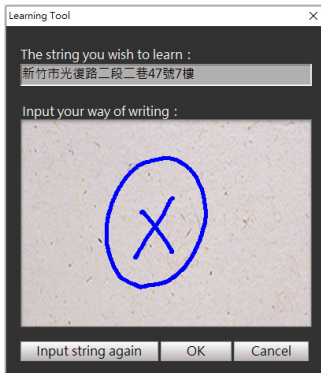 Learning Tool
The string you wish to learn：
新竹市光復路二段二巷47號7樓
Input your way of writing：
X
Input string again
OK
Cancel